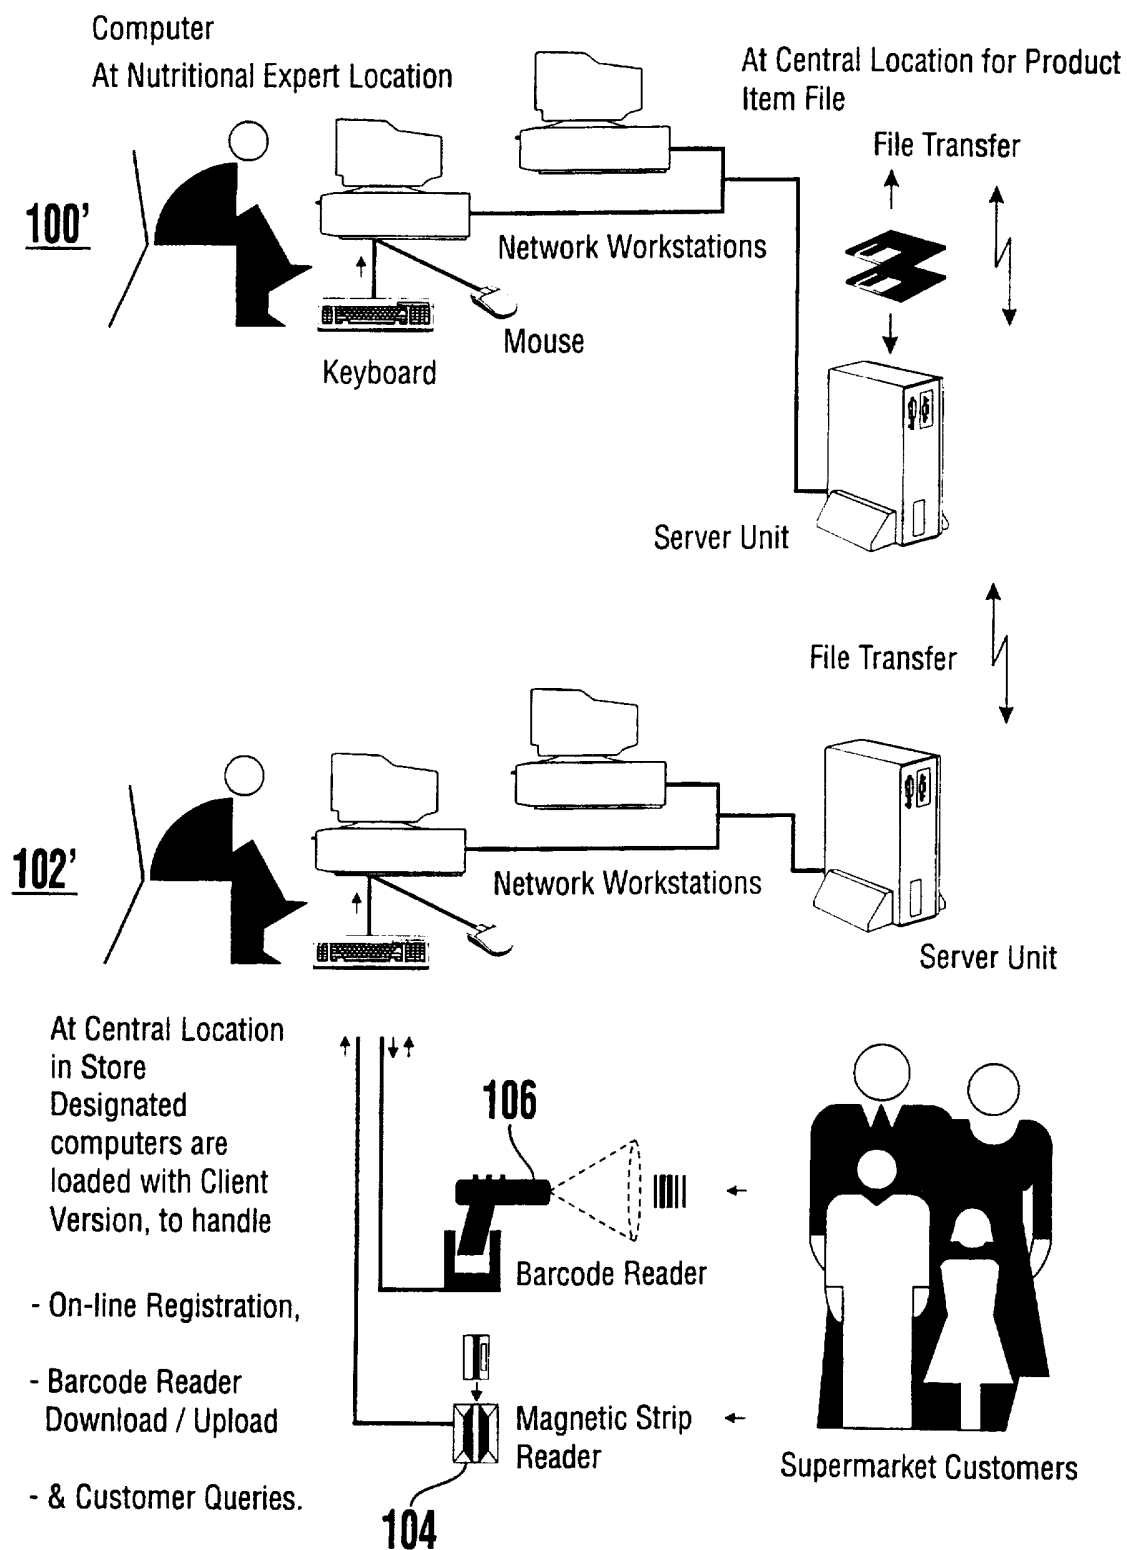 Computer
At Nutritional Expert Location
At Central Location for Product
Item File
File Transfer
100'
Network Workstations
Mouse
Keyboard
Server Unit
File Transfer
102'
Network Workstations
Server Unit
At Central Location
in Store
Designated
computers are
loaded with Client
Version, to handle
- On-line Registration,
- Barcode Reader
Download / Upload
- & Customer Queries.
106
Barcode Reader
Magnetic Strip
Reader
104
Supermarket Customers